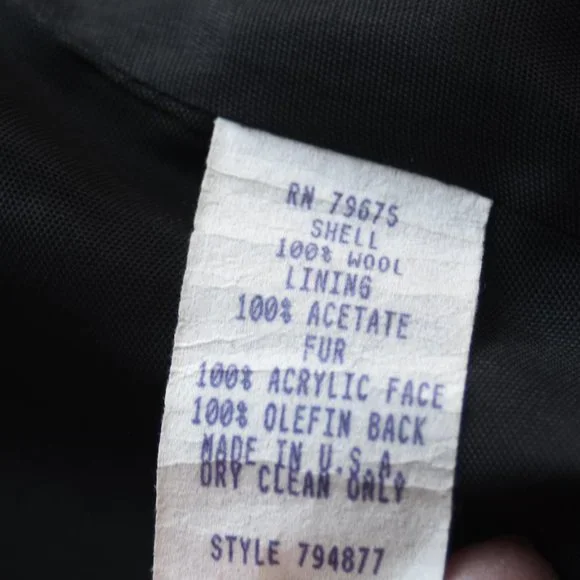 RN 79675
SHELL
100% WOOL
LINING
100% ACETATE
FUR
100% ACRYLIC FACE
100% OLEFIN BACK
MADE IN U.S.A.
DRY CLEAN ONLY
STYLE 794877